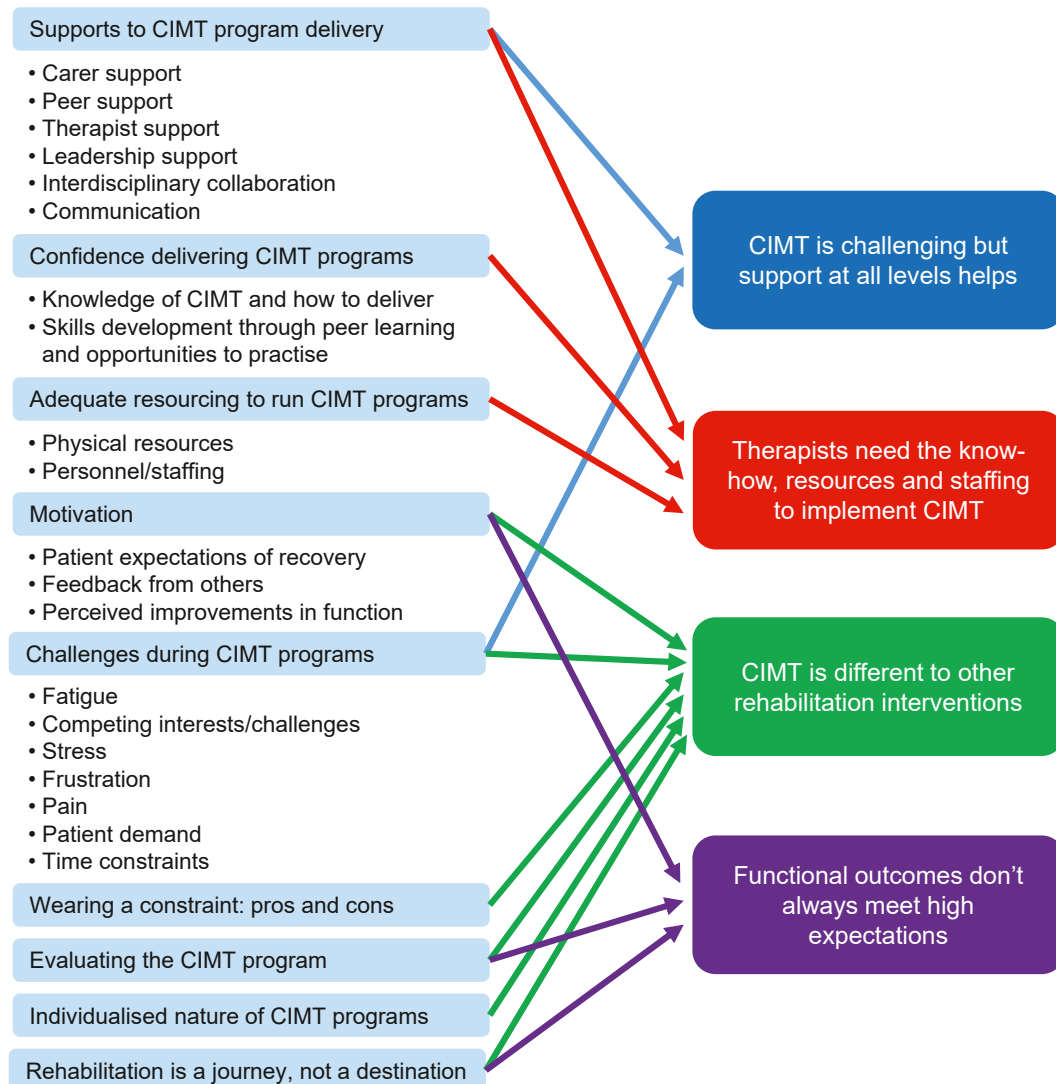 Supports to CIMT program delivery
• Carer support
• Peer support
• Therapist support
• Leadership support
• Interdisciplinary collaboration
• Communication
Confidence delivering CIMT programs
• Knowledge of CIMT and how to deliver
• Skills development through peer learning
and opportunities to practise
Adequate resourcing to run CIMT programs
• Physical resources
• Personnel/staffing
Motivation
• Patient expectations of recovery
• Feedback from others
• Perceived improvements in function
Challenges during CIMT programs
• Fatigue
• Competing interests/challenges
• Stress
• Frustration
• Pain
• Patient demand
• Time constraints
Wearing a constraint: pros and cons
Evaluating the CIMT program
Individualised nature of CIMT programs
Rehabilitation is a journey, not a destination
CIMT is challenging but
support at all levels helps
Therapists need the know-
how, resources and staffing
to implement CIMT
CIMT is different to other
rehabilitation interventions
Functional outcomes don’t
always meet high
expectations